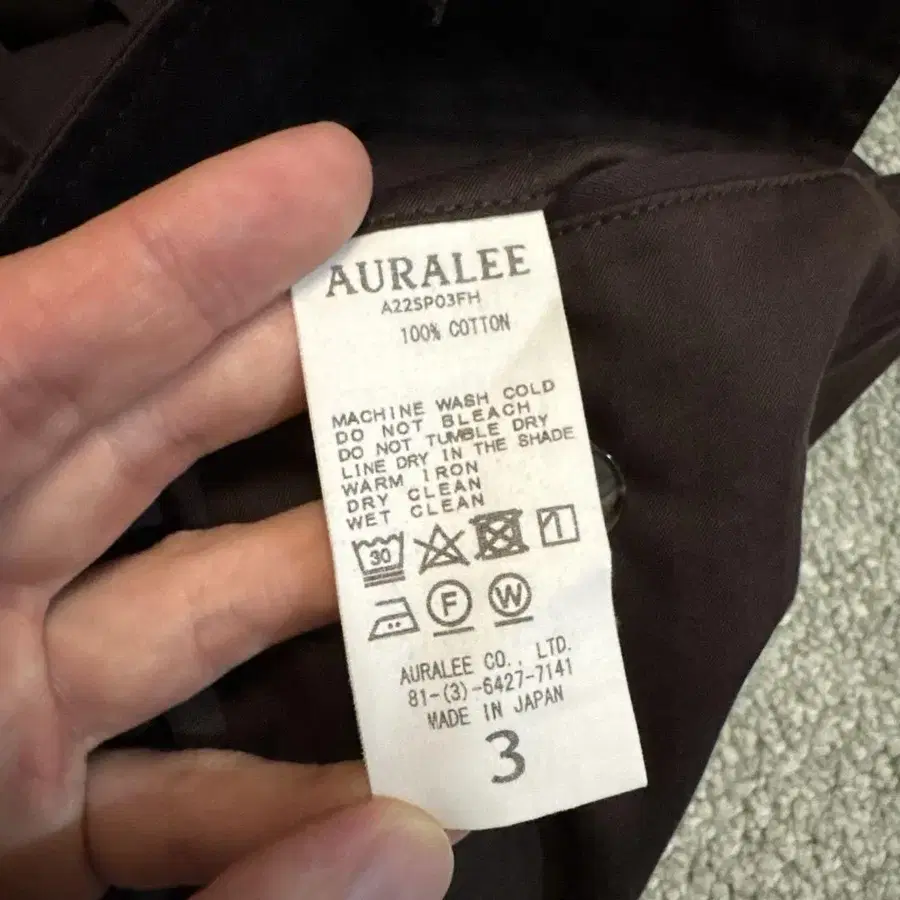 AURALEE
A22SP03FH
100% COTTON
MACHINE WASH COLD
DO NOT BLEACH
DO NOT TUMBLE DRY
LINE DRY IN THE SHADE
WARM IRON
DRY CLEAN
WET CLEAN
30
F W
AURALEE CO., LTD.
81-(3)-6427-7141
MADE IN JAPAN
3